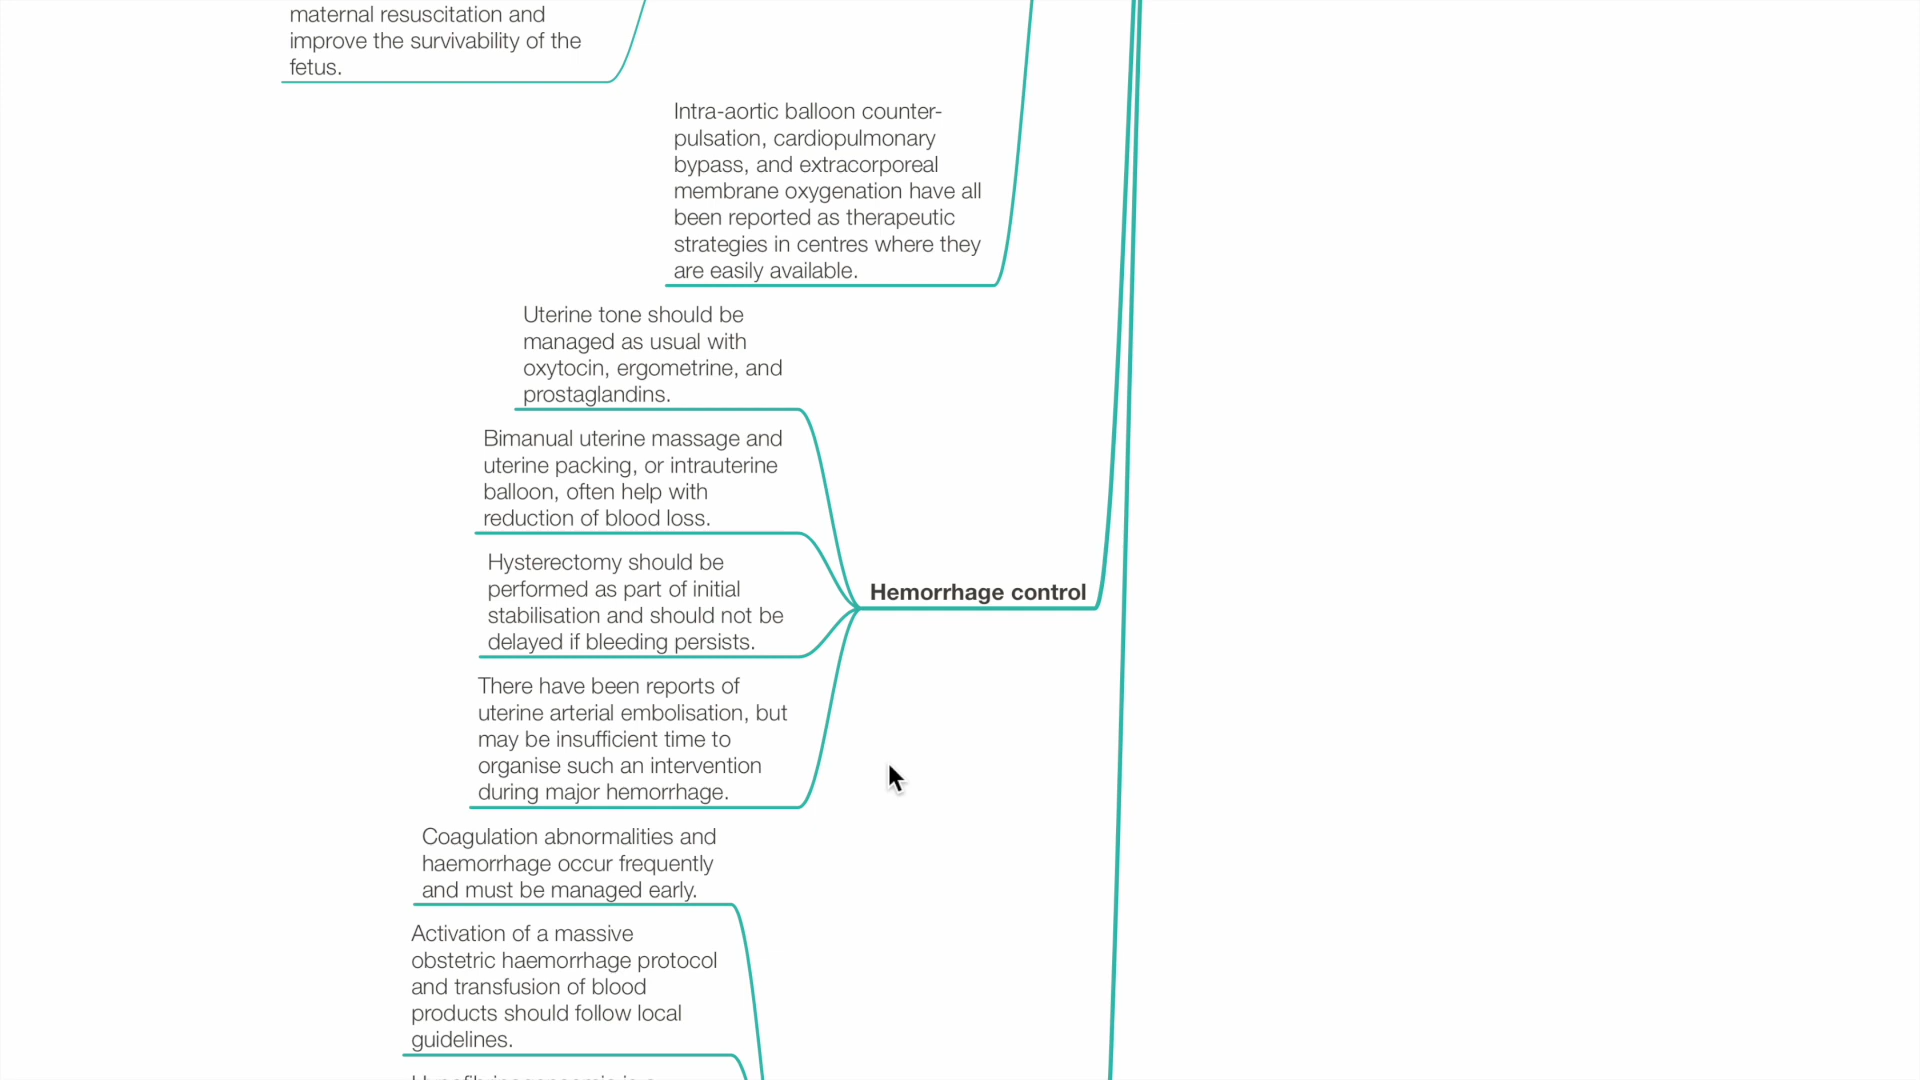 maternal resuscitation and
improve the survivability of the
fetus.
Intra-aortic balloon counter-
pulsation, cardiopulmonary
bypass, and extracorporeal
membrane oxygenation have all
been reported as therapeutic
strategies in centres where they
are easily available.
Uterine tone should be
managed as usual with
oxytocin, ergometrine, and
prostaglandins.
Bimanual uterine massage and
uterine packing, or intrauterine
balloon, often help with
reduction of blood loss.
Hysterectomy should be
performed as part of initial
stabilisation and should not be
delayed if bleeding persists.
Hemorrhage control
There have been reports of
uterine arterial embolisation, but
may be insufficient time to
organise such an intervention
during major hemorrhage.
Coagulation abnormalities and
haemorrhage occur frequently
and must be managed early.
Activation of a massive
obstetric haemorrhage protocol
and transfusion of blood
products should follow local
guidelines.